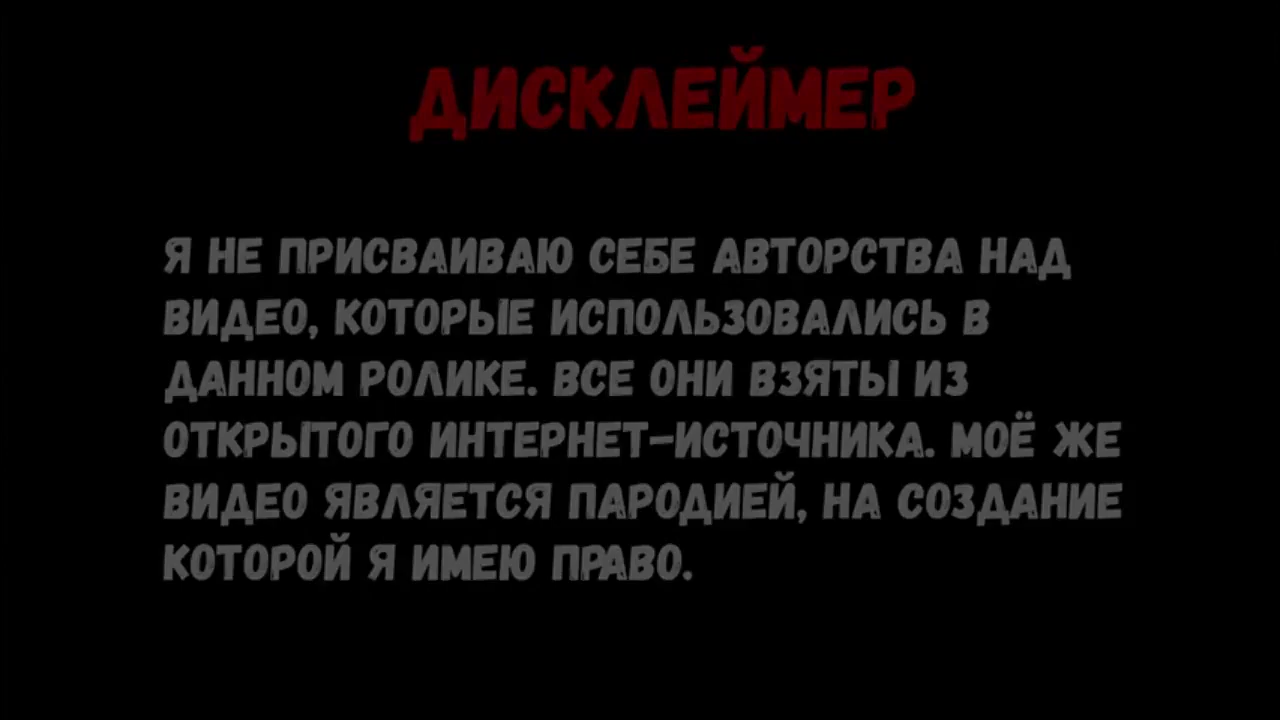 ДИСКЛЕЙМЕР
Я НЕ ПРИСВАИВАЮ СЕБЕ АВТОРСТВА НАД
ВИДЕО, КОТОРЫЕ ИСПОЛЬЗОВАЛИСЬ В
ДАННОМ РОЛИКЕ. ВСЕ ОНИ ВЗЯТЫ ИЗ
ОТКРЫТОГО ИНТЕРНЕТ-ИСТОЧНИКА. МОЁ ЖЕ
ВИДЕО ЯВЛЯЕТСЯ ПАРОДИЕЙ, НА СОЗДАНИЕ
КОТОРОЙ Я ИМЕЮ ПРАВО.